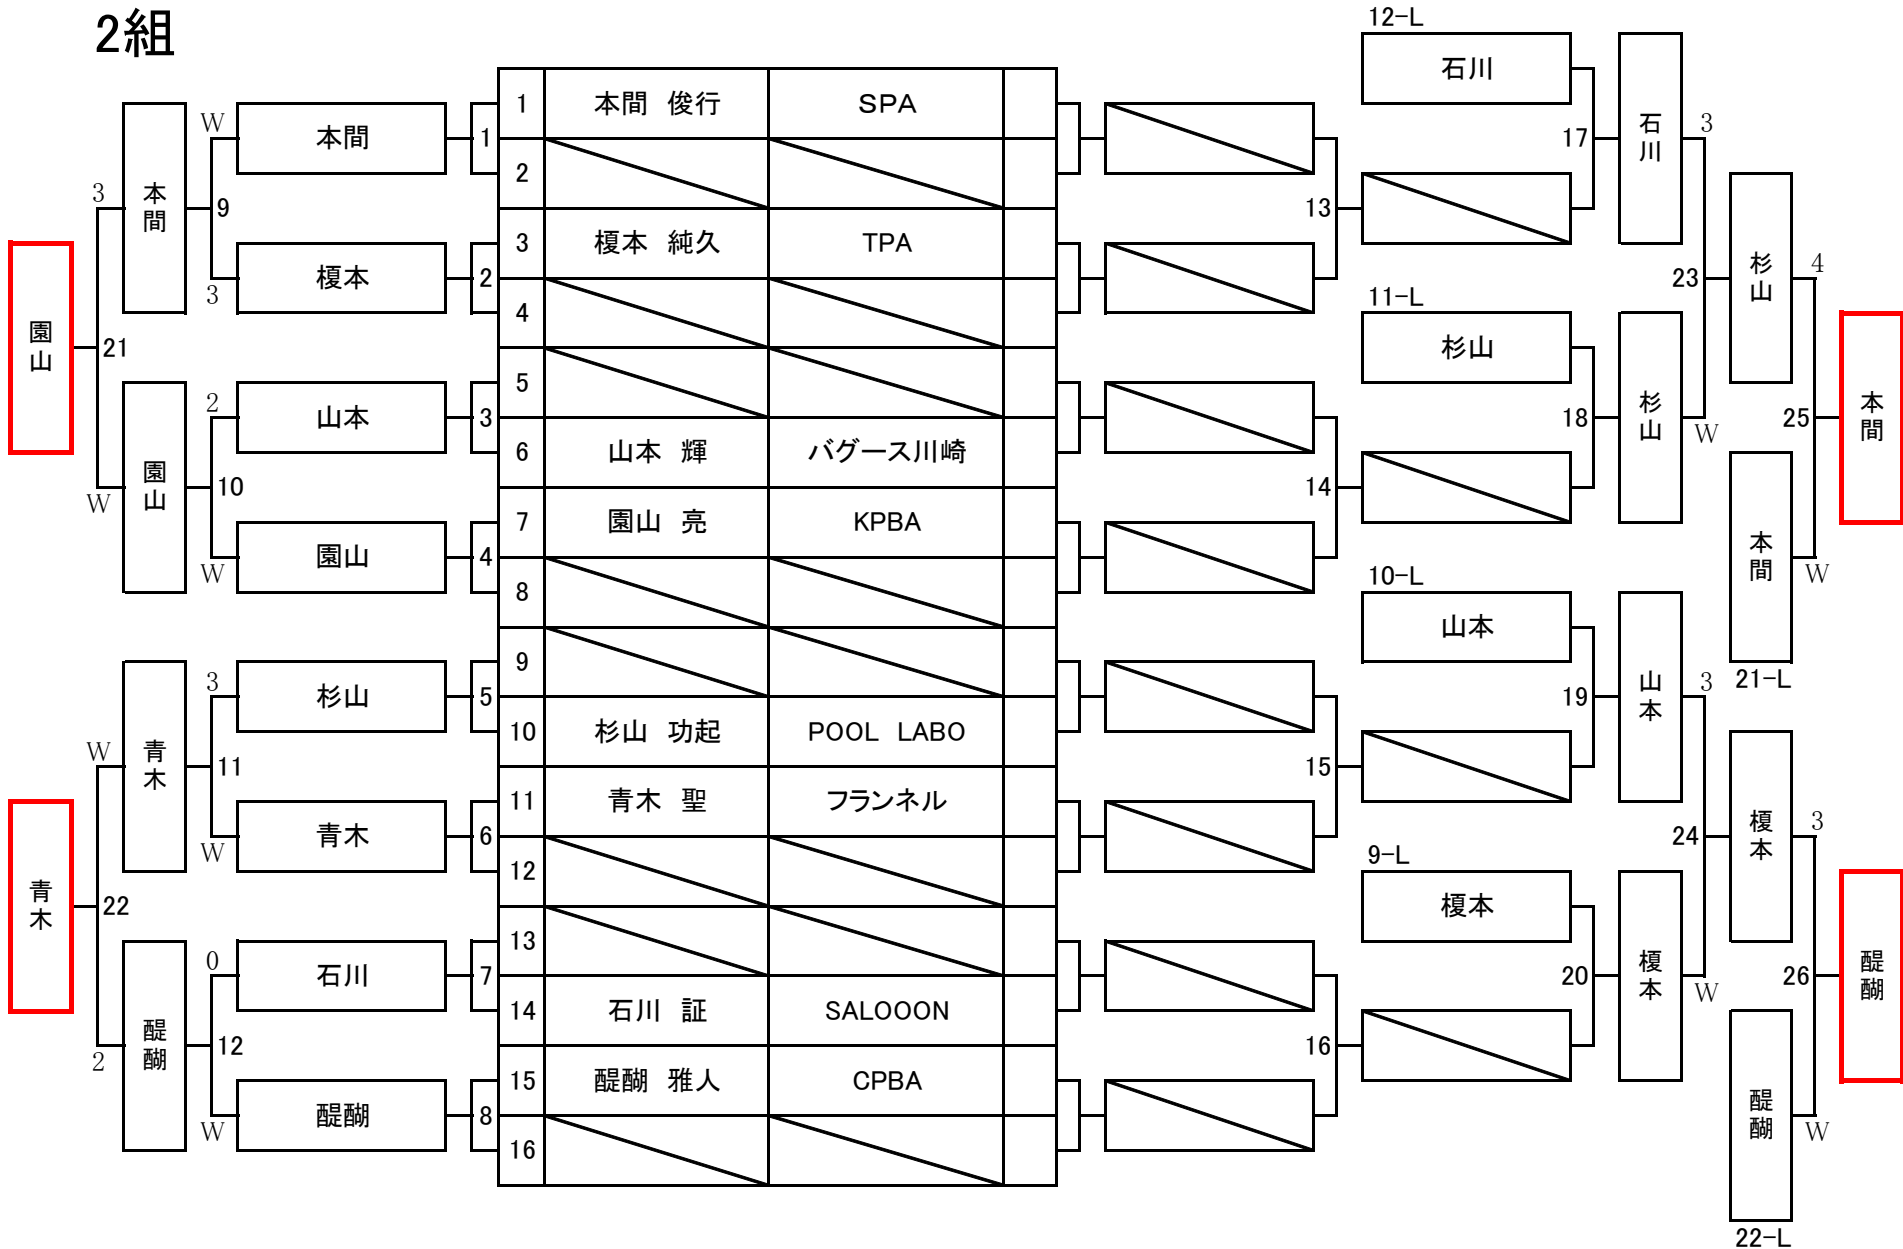 2組
1 本間 俊行 SPA
2
3 榎本 純久 TPA
4
5
6 山本 輝 バグース川崎
7 園山 亮 KPBA
8
9
10 杉山 功起 POOL LABO
11 青木 聖 フランネル
12
13
14 石川 証 SALOOON
15 醍醐 雅人 CPBA
16
本間 1
榎本 2
山本 3
園山 4
杉山 5
青木 6
石川 7
醍醐 8
W
9
3
2
10
W
3
11
W
0
12
W
本間
園山
青木
醍醐
3
21
W
W
22
2
園山
青木
13
14
15
16
12-L
石川
17
11-L
杉山
18
10-L
山本
19
9-L
榎本
20
石川
杉山
山本
榎本
3
23
W
3
24
W
杉山
本間
21-L
榎本
醍醐
22-L
4
25
W
3
26
W
本間
醍醐